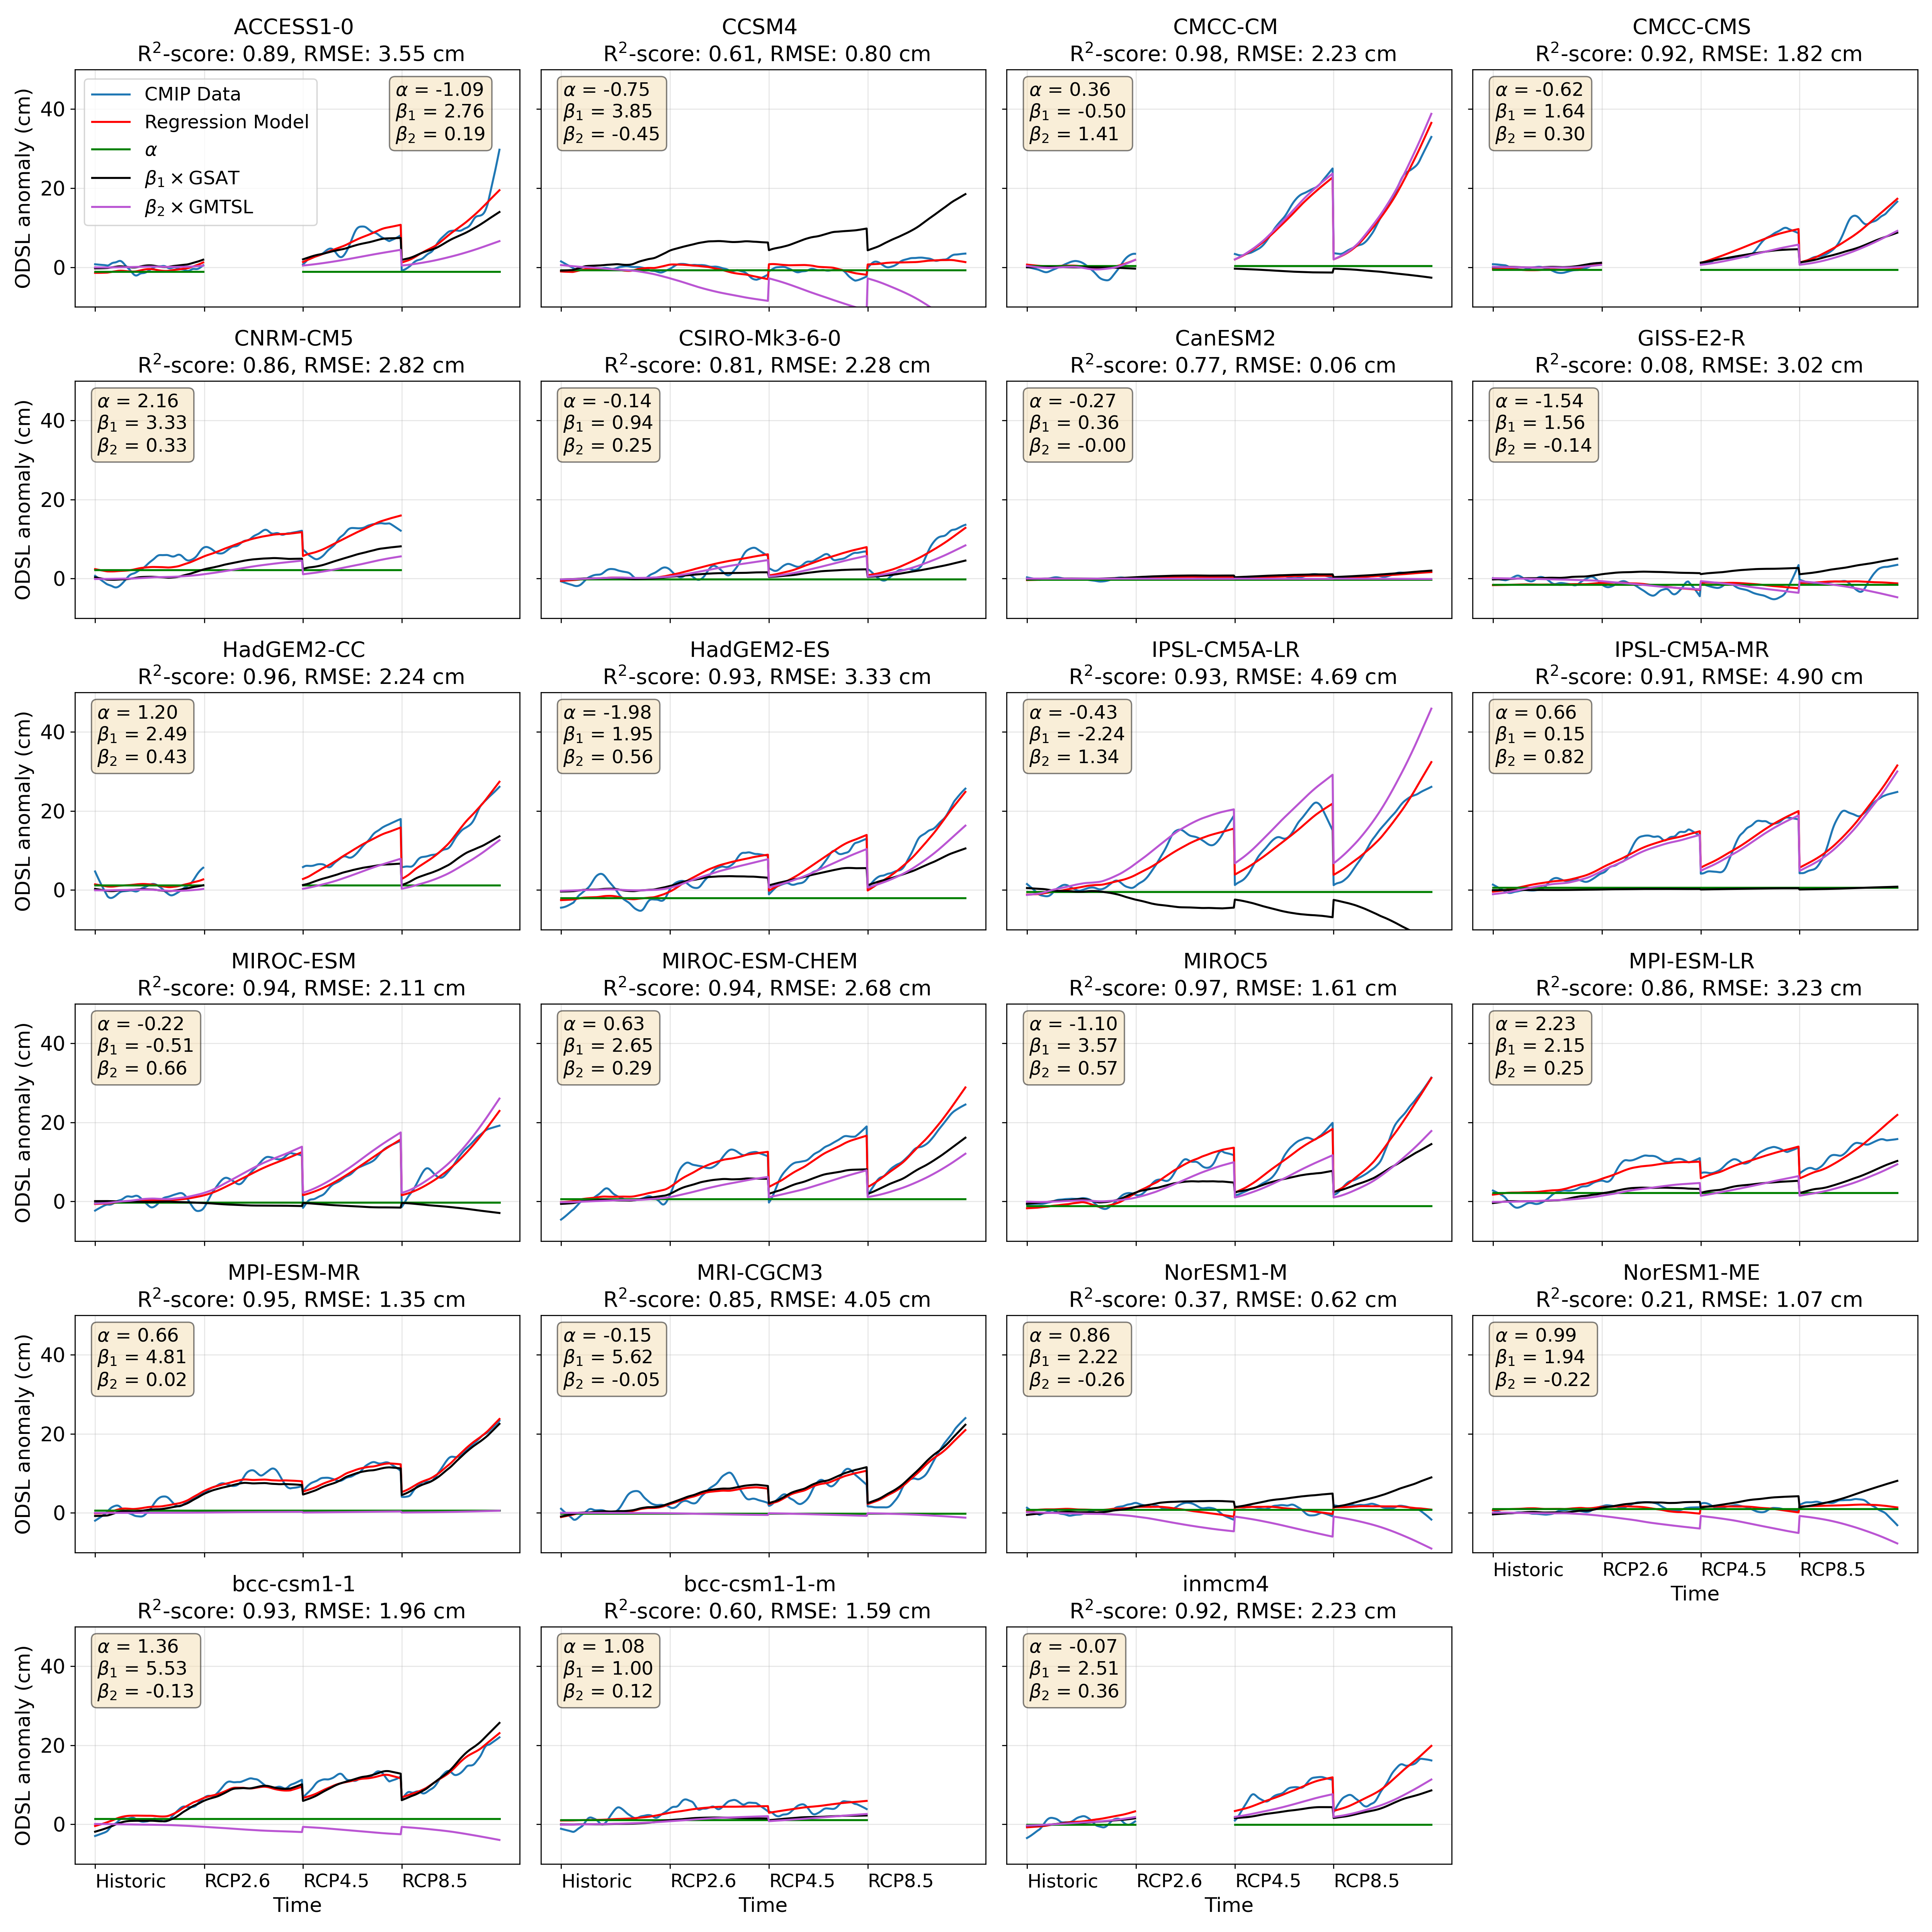 ACCESS1-0
R²-score: 0.89, RMSE: 3.55 cm
CCSM4
R²-score: 0.61, RMSE: 0.80 cm
CMCC-CM
R²-score: 0.98, RMSE: 2.23 cm
CMCC-CMS
R²-score: 0.92, RMSE: 1.82 cm
ODSL anomaly (cm)
40
20
0
CMIP Data
Regression Model
α
β₁ × GSAT
β₂ × GMTSL
α = -1.09
β₁ = 2.76
β₂ = 0.19
α = -0.75
β₁ = 3.85
β₂ = -0.45
α = 0.36
β₁ = -0.50
β₂ = 1.41
α = -0.62
β₁ = 1.64
β₂ = 0.30
CNRM-CM5
R²-score: 0.86, RMSE: 2.82 cm
CSIRO-Mk3-6-0
R²-score: 0.81, RMSE: 2.28 cm
CanESM2
R²-score: 0.77, RMSE: 0.06 cm
GISS-E2-R
R²-score: 0.08, RMSE: 3.02 cm
ODSL anomaly (cm)
40
20
0
α = 2.16
β₁ = 3.33
β₂ = 0.33
α = -0.14
β₁ = 0.94
β₂ = 0.25
α = -0.27
β₁ = 0.36
β₂ = -0.00
α = -1.54
β₁ = 1.56
β₂ = -0.14
HadGEM2-CC
R²-score: 0.96, RMSE: 2.24 cm
HadGEM2-ES
R²-score: 0.93, RMSE: 3.33 cm
IPSL-CM5A-LR
R²-score: 0.93, RMSE: 4.69 cm
IPSL-CM5A-MR
R²-score: 0.91, RMSE: 4.90 cm
ODSL anomaly (cm)
40
20
0
α = 1.20
β₁ = 2.49
β₂ = 0.43
α = -1.98
β₁ = 1.95
β₂ = 0.56
α = -0.43
β₁ = -2.24
β₂ = 1.34
α = 0.66
β₁ = 0.15
β₂ = 0.82
MIROC-ESM
R²-score: 0.94, RMSE: 2.11 cm
MIROC-ESM-CHEM
R²-score: 0.94, RMSE: 2.68 cm
MIROC5
R²-score: 0.97, RMSE: 1.61 cm
MPI-ESM-LR
R²-score: 0.86, RMSE: 3.23 cm
ODSL anomaly (cm)
40
20
0
α = -0.22
β₁ = -0.51
β₂ = 0.66
α = 0.63
β₁ = 2.65
β₂ = 0.29
α = -1.10
β₁ = 3.57
β₂ = 0.57
α = 2.23
β₁ = 2.15
β₂ = 0.25
MPI-ESM-MR
R²-score: 0.95, RMSE: 1.35 cm
MRI-CGCM3
R²-score: 0.85, RMSE: 4.05 cm
NorESM1-M
R²-score: 0.37, RMSE: 0.62 cm
NorESM1-ME
R²-score: 0.21, RMSE: 1.07 cm
ODSL anomaly (cm)
40
20
0
α = 0.66
β₁ = 4.81
β₂ = 0.02
α = -0.15
β₁ = 5.62
β₂ = -0.05
α = 0.86
β₁ = 2.22
β₂ = -0.26
α = 0.99
β₁ = 1.94
β₂ = -0.22
Historic RCP2.6 RCP4.5 RCP8.5
Time
bcc-csm1-1
R²-score: 0.93, RMSE: 1.96 cm
bcc-csm1-1-m
R²-score: 0.60, RMSE: 1.59 cm
inmcm4
R²-score: 0.92, RMSE: 2.23 cm
ODSL anomaly (cm)
40
20
0
α = 1.36
β₁ = 5.53
β₂ = -0.13
α = 1.08
β₁ = 1.00
β₂ = 0.12
α = -0.07
β₁ = 2.51
β₂ = 0.36
Historic RCP2.6 RCP4.5 RCP8.5
Time
Historic RCP2.6 RCP4.5 RCP8.5
Time
Historic RCP2.6 RCP4.5 RCP8.5
Time